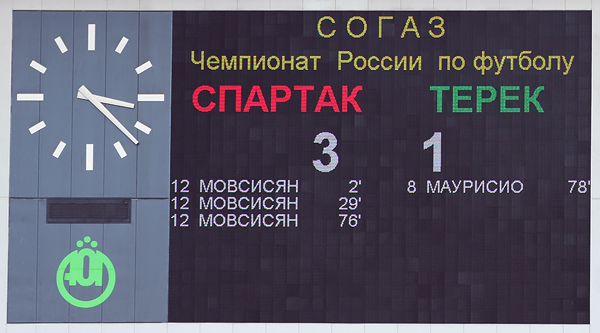 СОГАЗ
Чемпионат России по футболу
СПАРТАК ТЕРЕК
3 1
12 МОВСИСЯН 2' 8 МАУРИСИО 78'
12 МОВСИСЯН 29'
12 МОВСИСЯН 76'